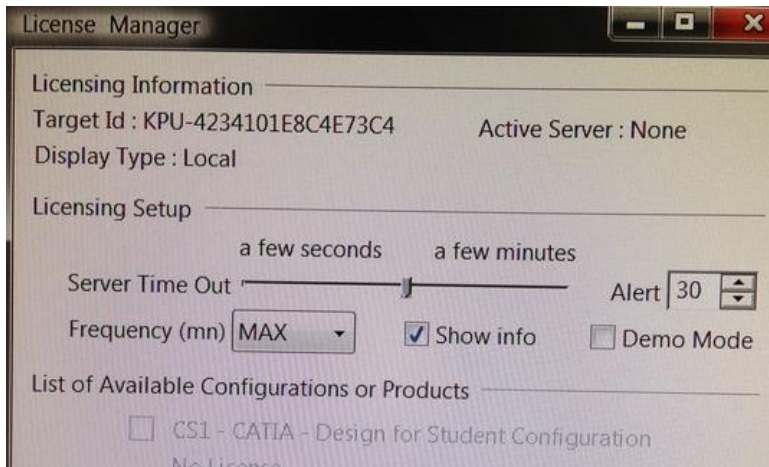 License Manager
Licensing Information
Target Id : KPU-4234101E8C4E73C4 Active Server : None
Display Type : Local
Licensing Setup
a few seconds a few minutes
Server Time Out Alert 30
Frequency (mn) MAX Show info Demo Mode
List of Available Configurations or Products
CS1 - CATIA - Design for Student Configuration
No License